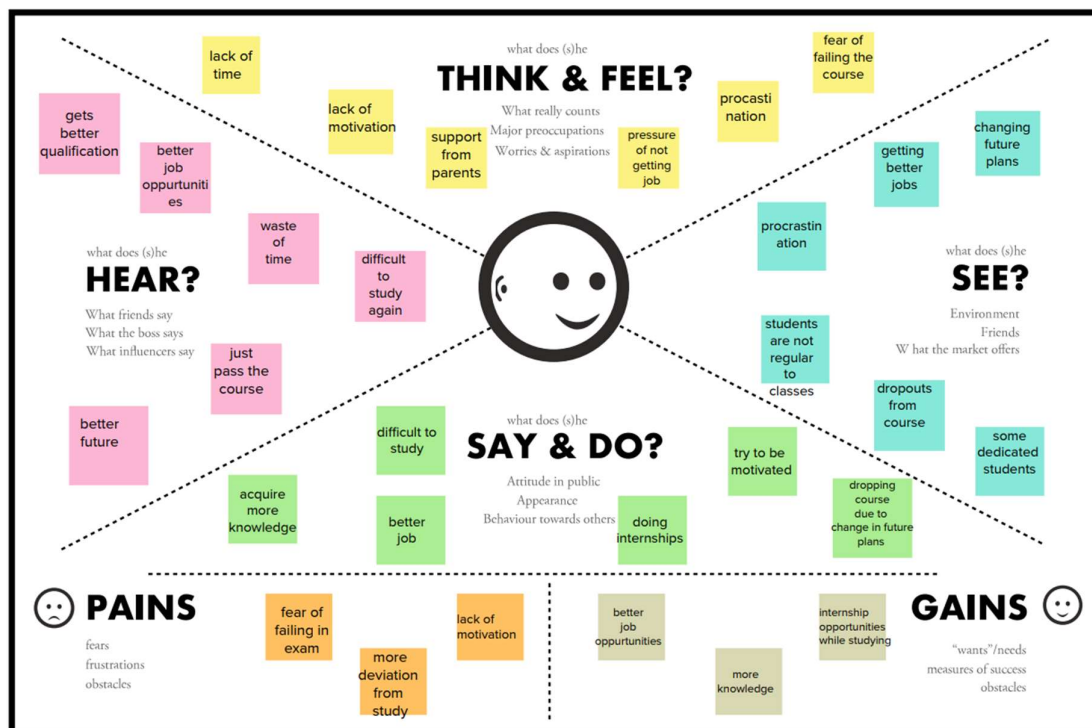 what does (s)he
THINK & FEEL?
What really counts
Major preoccupations
Worries & aspirations
lack of
time
lack of
motivation
support
from
parents
pressure
of not
getting
job
procasti
nation
fear of
failing the
course
what does (s)he
HEAR?
What friends say
What the boss says
What influencers say
gets
better
qualification
better
job
oppurtuniti
es
waste
of
time
difficult
to
study
again
just
pass the
course
better
future
what does (s)he
SEE?
Environment
Friends
W hat the market offers
changing
future
plans
getting
better
jobs
procrastin
ation
students
are not
regular
to
classes
dropouts
from
course
some
dedicated
students
what does (s)he
SAY & DO?
Attitude in public
Appearance
Behaviour towards others
difficult to
study
acquire
more
knowledge
better
job
doing
internships
try to be
motivated
dropping
course
due to
change in future
plans
PAINS
fears
frustrations
obstacles
fear of
failing in
exam
more
deviation
from
study
lack of
motivation
GAINS
"wants"/needs
measures of success
obstacles
better
job
oppurtunities
more
knowledge
internship
opportunities
while studying